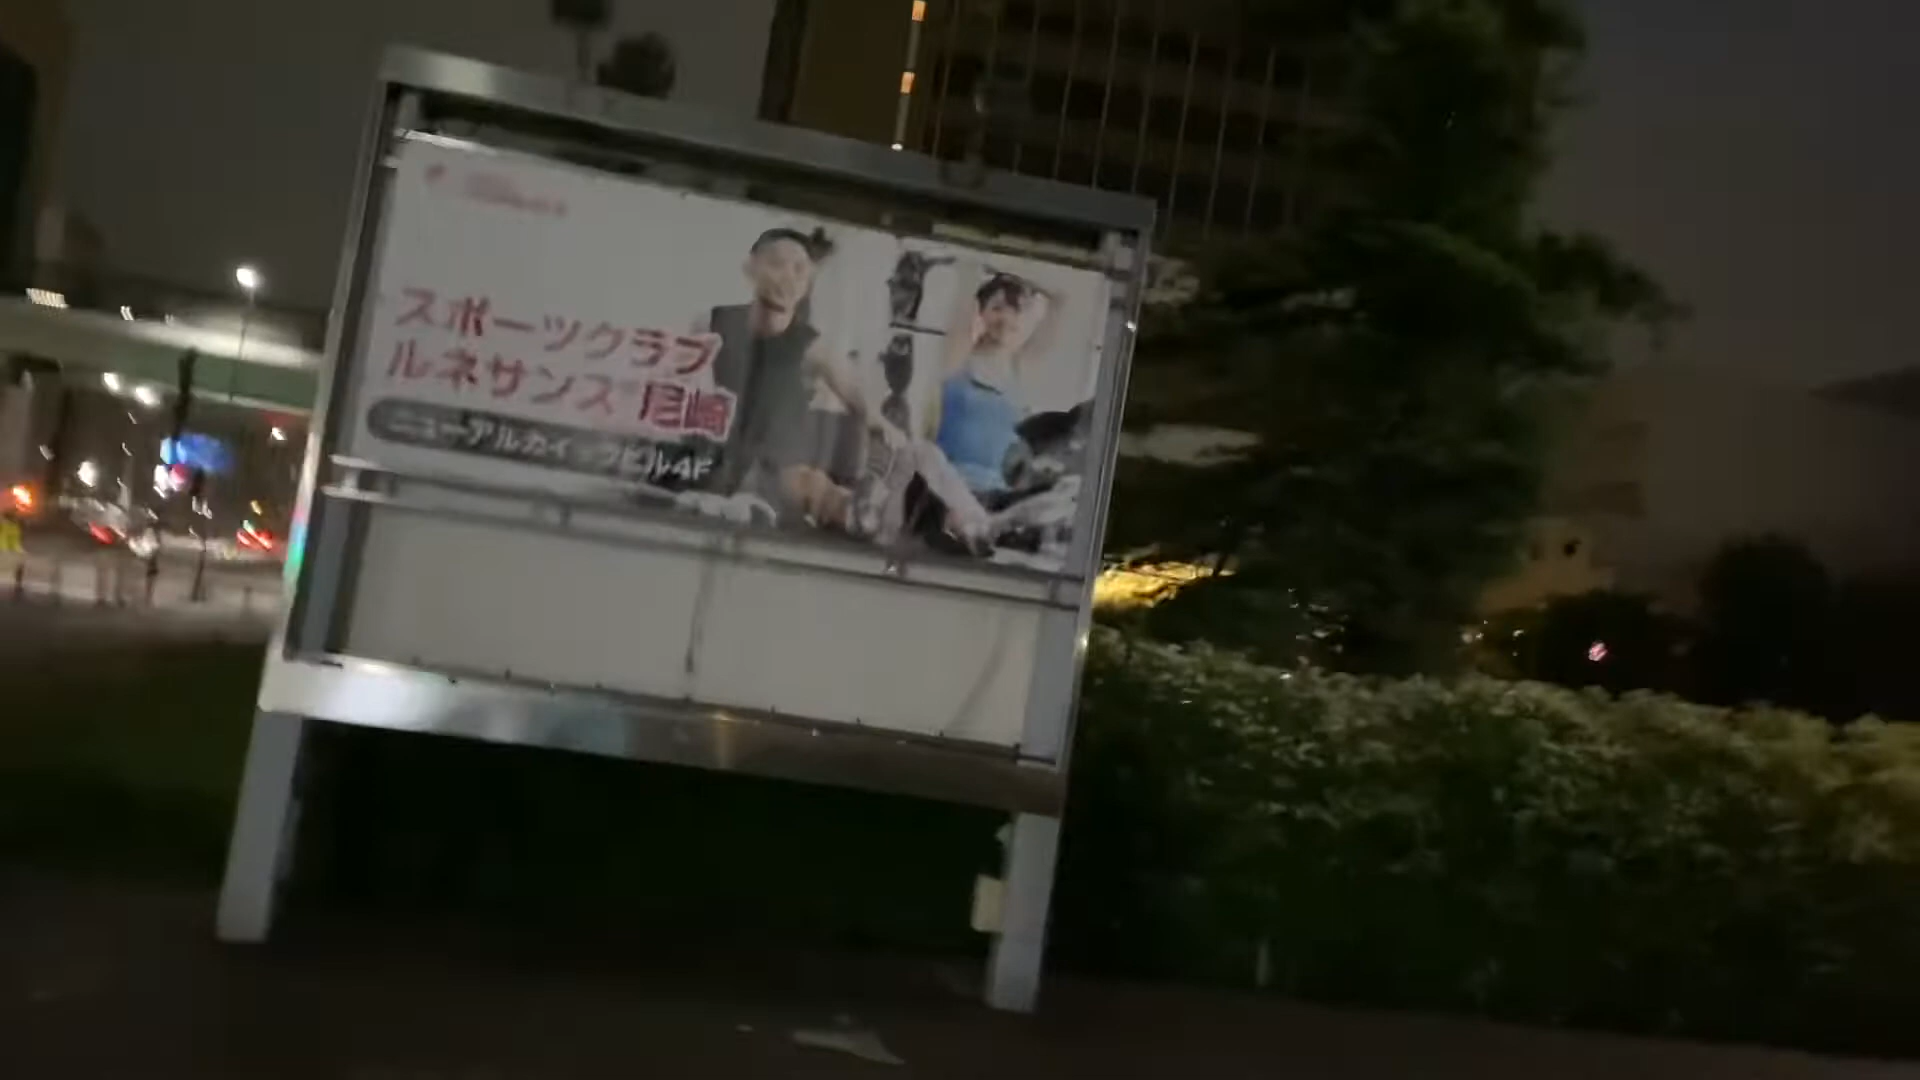 スポーツクラブ
ルネサンス 尼崎
ニューアルカイックビル4F